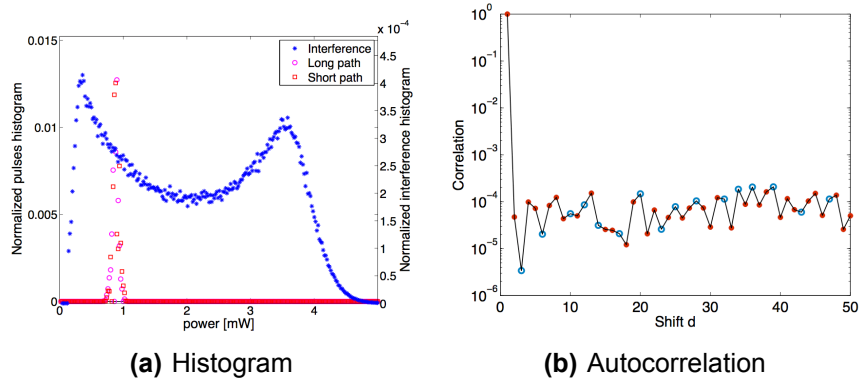 x 10⁻⁴
0.015
0.01
0.005
0
Normalized pulses histogram
Interference
Long path
Short path
4.5
4
3.5
3
2.5
2
1.5
1
0.5
0
Normalized interference histogram
0 1 2 3 4
power [mW]
(a) Histogram
10⁰
10⁻¹
10⁻²
10⁻³
10⁻⁴
10⁻⁵
10⁻⁶
Correlation
0 10 20 30 40 50
Shift d
(b) Autocorrelation